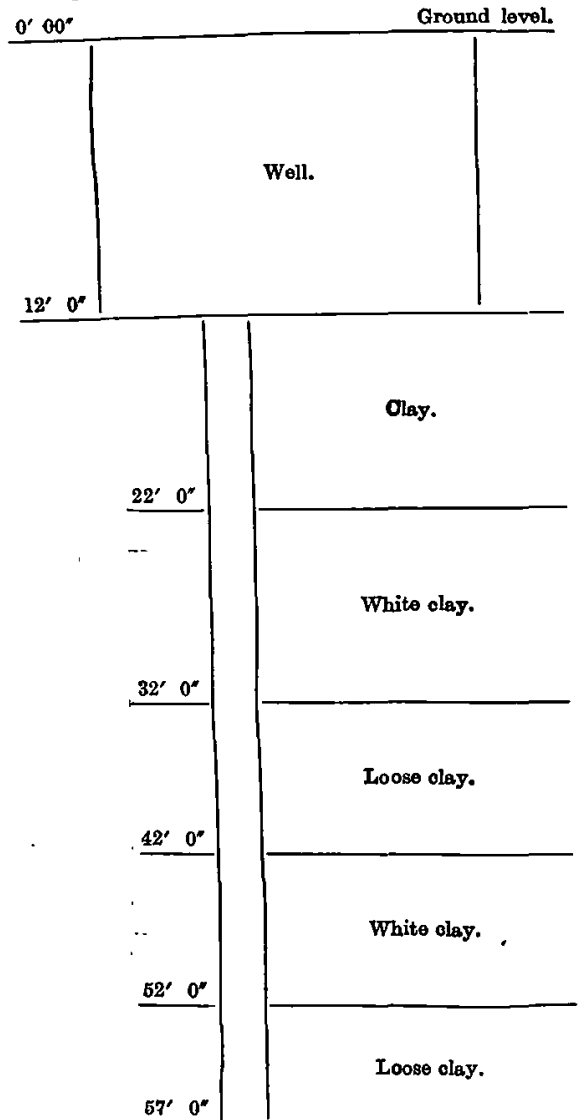 0′ 00″ Ground level.
Well.
12′ 0″
Clay.
22′ 0″
White clay.
32′ 0″
Loose clay.
42′ 0″
White clay.
52′ 0″
Loose clay.
57′ 0″